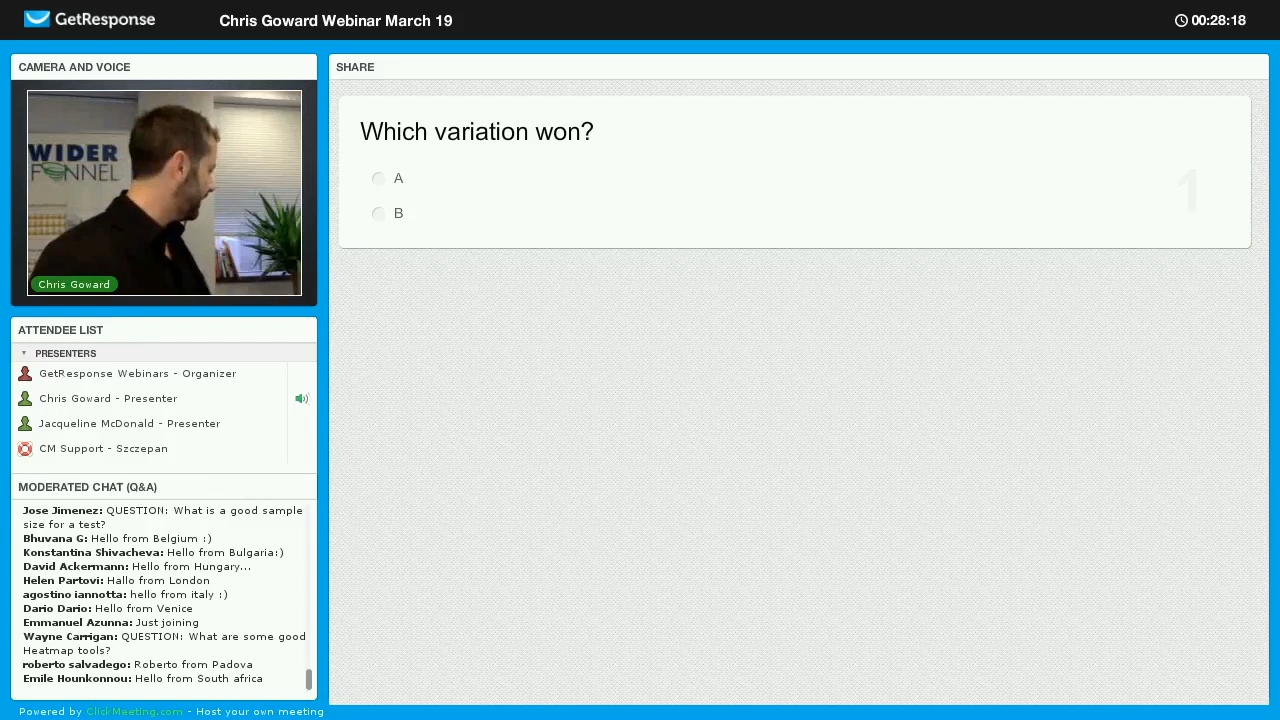 GetResponse
Chris Goward Webinar March 19
00:28:18
CAMERA AND VOICE
WIDER
FUNNEL
Chris Goward
ATTENDEE LIST
PRESENTERS
GetResponse Webinars - Organizer
Chris Goward - Presenter
Jacqueline McDonald - Presenter
CM Support - Szczepan
MODERATED CHAT (Q&A)
Jose Jimenez: QUESTION: What is a good sample
size for a test?
Bhuvana G: Hello from Belgium :)
Konstantina Shivacheva: Hello from Bulgaria:)
David Ackermann: Hello from Hungary...
Helen Partovi: Hallo from London
agostino iannotta: hello from italy :)
Dario Dario: Hello from Venice
Emmanuel Azunna: Just joining
Wayne Carrigan: QUESTION: What are some good
Heatmap tools?
roberto salvadego: Roberto from Padova
Emile Hounkonnou: Hello from South africa
Powered by ClickMeeting.com - Host your own meeting
SHARE
Which variation won?
A
B
1